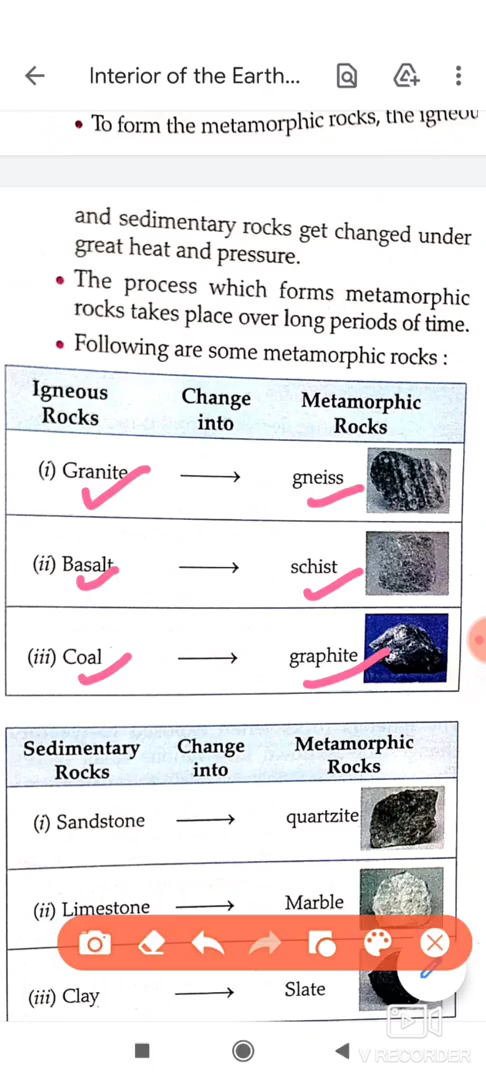 Interior of the Earth...
• To form the metamorphic rocks, the igneou
and sedimentary rocks get changed under
great heat and pressure.
• The process which forms metamorphic
rocks takes place over long periods of time.
• Following are some metamorphic rocks :
Igneous Rocks Change into Metamorphic Rocks
(i) Granite → gneiss
(ii) Basalt → schist
(iii) Coal → graphite
Sedimentary Rocks Change into Metamorphic Rocks
(i) Sandstone → quartzite
(ii) Limestone → Marble
(iii) Clay → Slate
V RECORDER